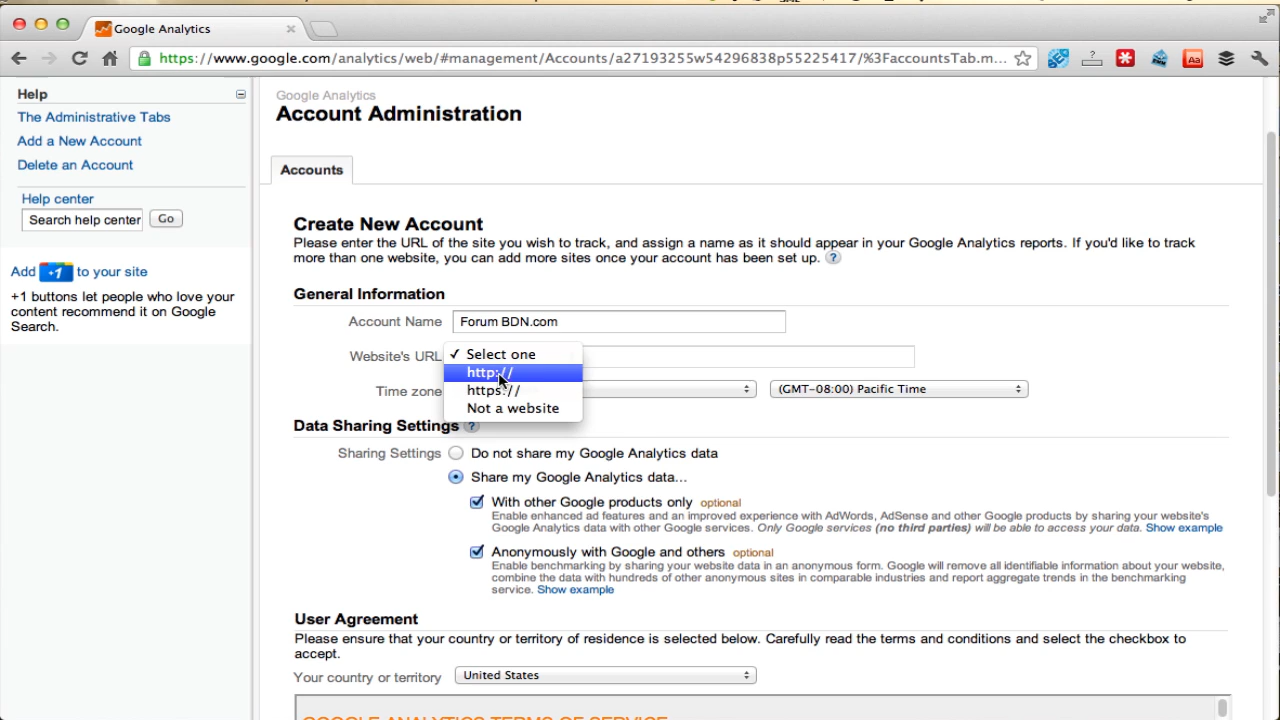 Google Analytics
https://www.google.com/analytics/web/#management/Accounts/a27193255w54296838p55225417/%3FaccountsTab.m...
Aa
Help
The Administrative Tabs
Add a New Account
Delete an Account
Help center
Search help center Go
Add +1 to your site
+1 buttons let people who love your
content recommend it on Google
Search.
Google Analytics
Account Administration
Accounts
Create New Account
Please enter the URL of the site you wish to track, and assign a name as it should appear in your Google Analytics reports. If you'd like to track
more than one website, you can add more sites once your account has been set up. ?
General Information
Account Name Forum BDN.com
Website's URL ✓ Select one
http://
https://
Not a website
Time zone (GMT-08:00) Pacific Time
Data Sharing Settings ?
Sharing Settings Do not share my Google Analytics data
Share my Google Analytics data...
With other Google products only optional
Enable enhanced ad features and an improved experience with AdWords, AdSense and other Google products by sharing your website's
Google Analytics data with other Google services. Only Google services (no third parties) will be able to access your data. Show example
Anonymously with Google and others optional
Enable benchmarking by sharing your website data in an anonymous form. Google will remove all identifiable information about your website,
combine the data with hundreds of other anonymous sites in comparable industries and report aggregate trends in the benchmarking
service. Show example
User Agreement
Please ensure that your country or territory of residence is selected below. Carefully read the terms and conditions and select the checkbox to
accept.
Your country or territory United States
GOOGLE ANALYTICS TERMS OF SERVICE